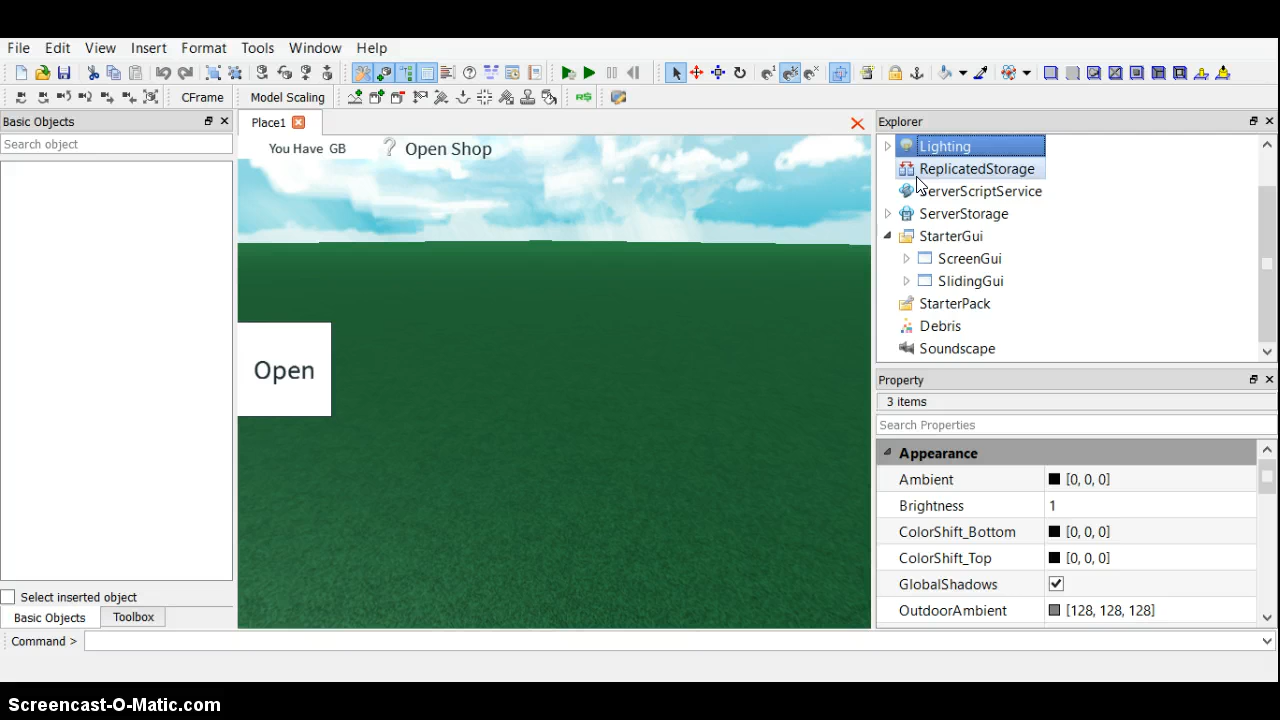 File Edit View Insert Format Tools Window Help
CFrame Model Scaling R$
Basic Objects
Search object
Select inserted object
Basic Objects Toolbox
Place1
You Have GB ? Open Shop
Open
Explorer
Lighting
ReplicatedStorage
ServerScriptService
ServerStorage
StarterGui
ScreenGui
SlidingGui
StarterPack
Debris
Soundscape
Property
3 items
Search Properties
Appearance
Ambient [0, 0, 0]
Brightness 1
ColorShift_Bottom [0, 0, 0]
ColorShift_Top [0, 0, 0]
GlobalShadows
OutdoorAmbient [128, 128, 128]
Command >
Screencast-O-Matic.com